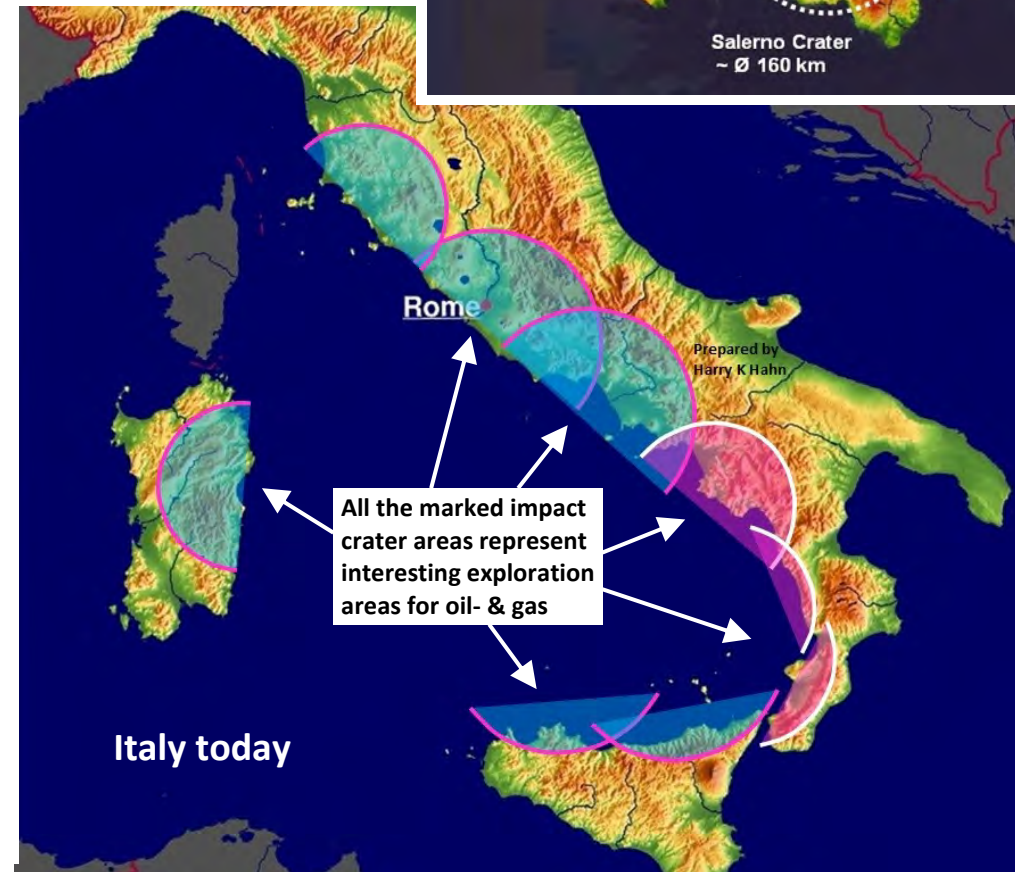 Salerno Crater
~ Ø 160 km
Rome
Prepared by
Harry K Hahn
All the marked impact
crater areas represent
interesting exploration
areas for oil- & gas
Italy today